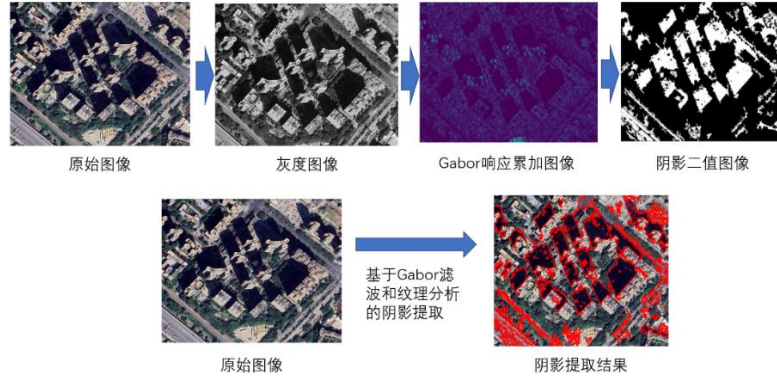 原始图像
灰度图像
Gabor响应累加图像
阴影二值图像
基于Gabor滤
波和纹理分析
的阴影提取
原始图像
阴影提取结果